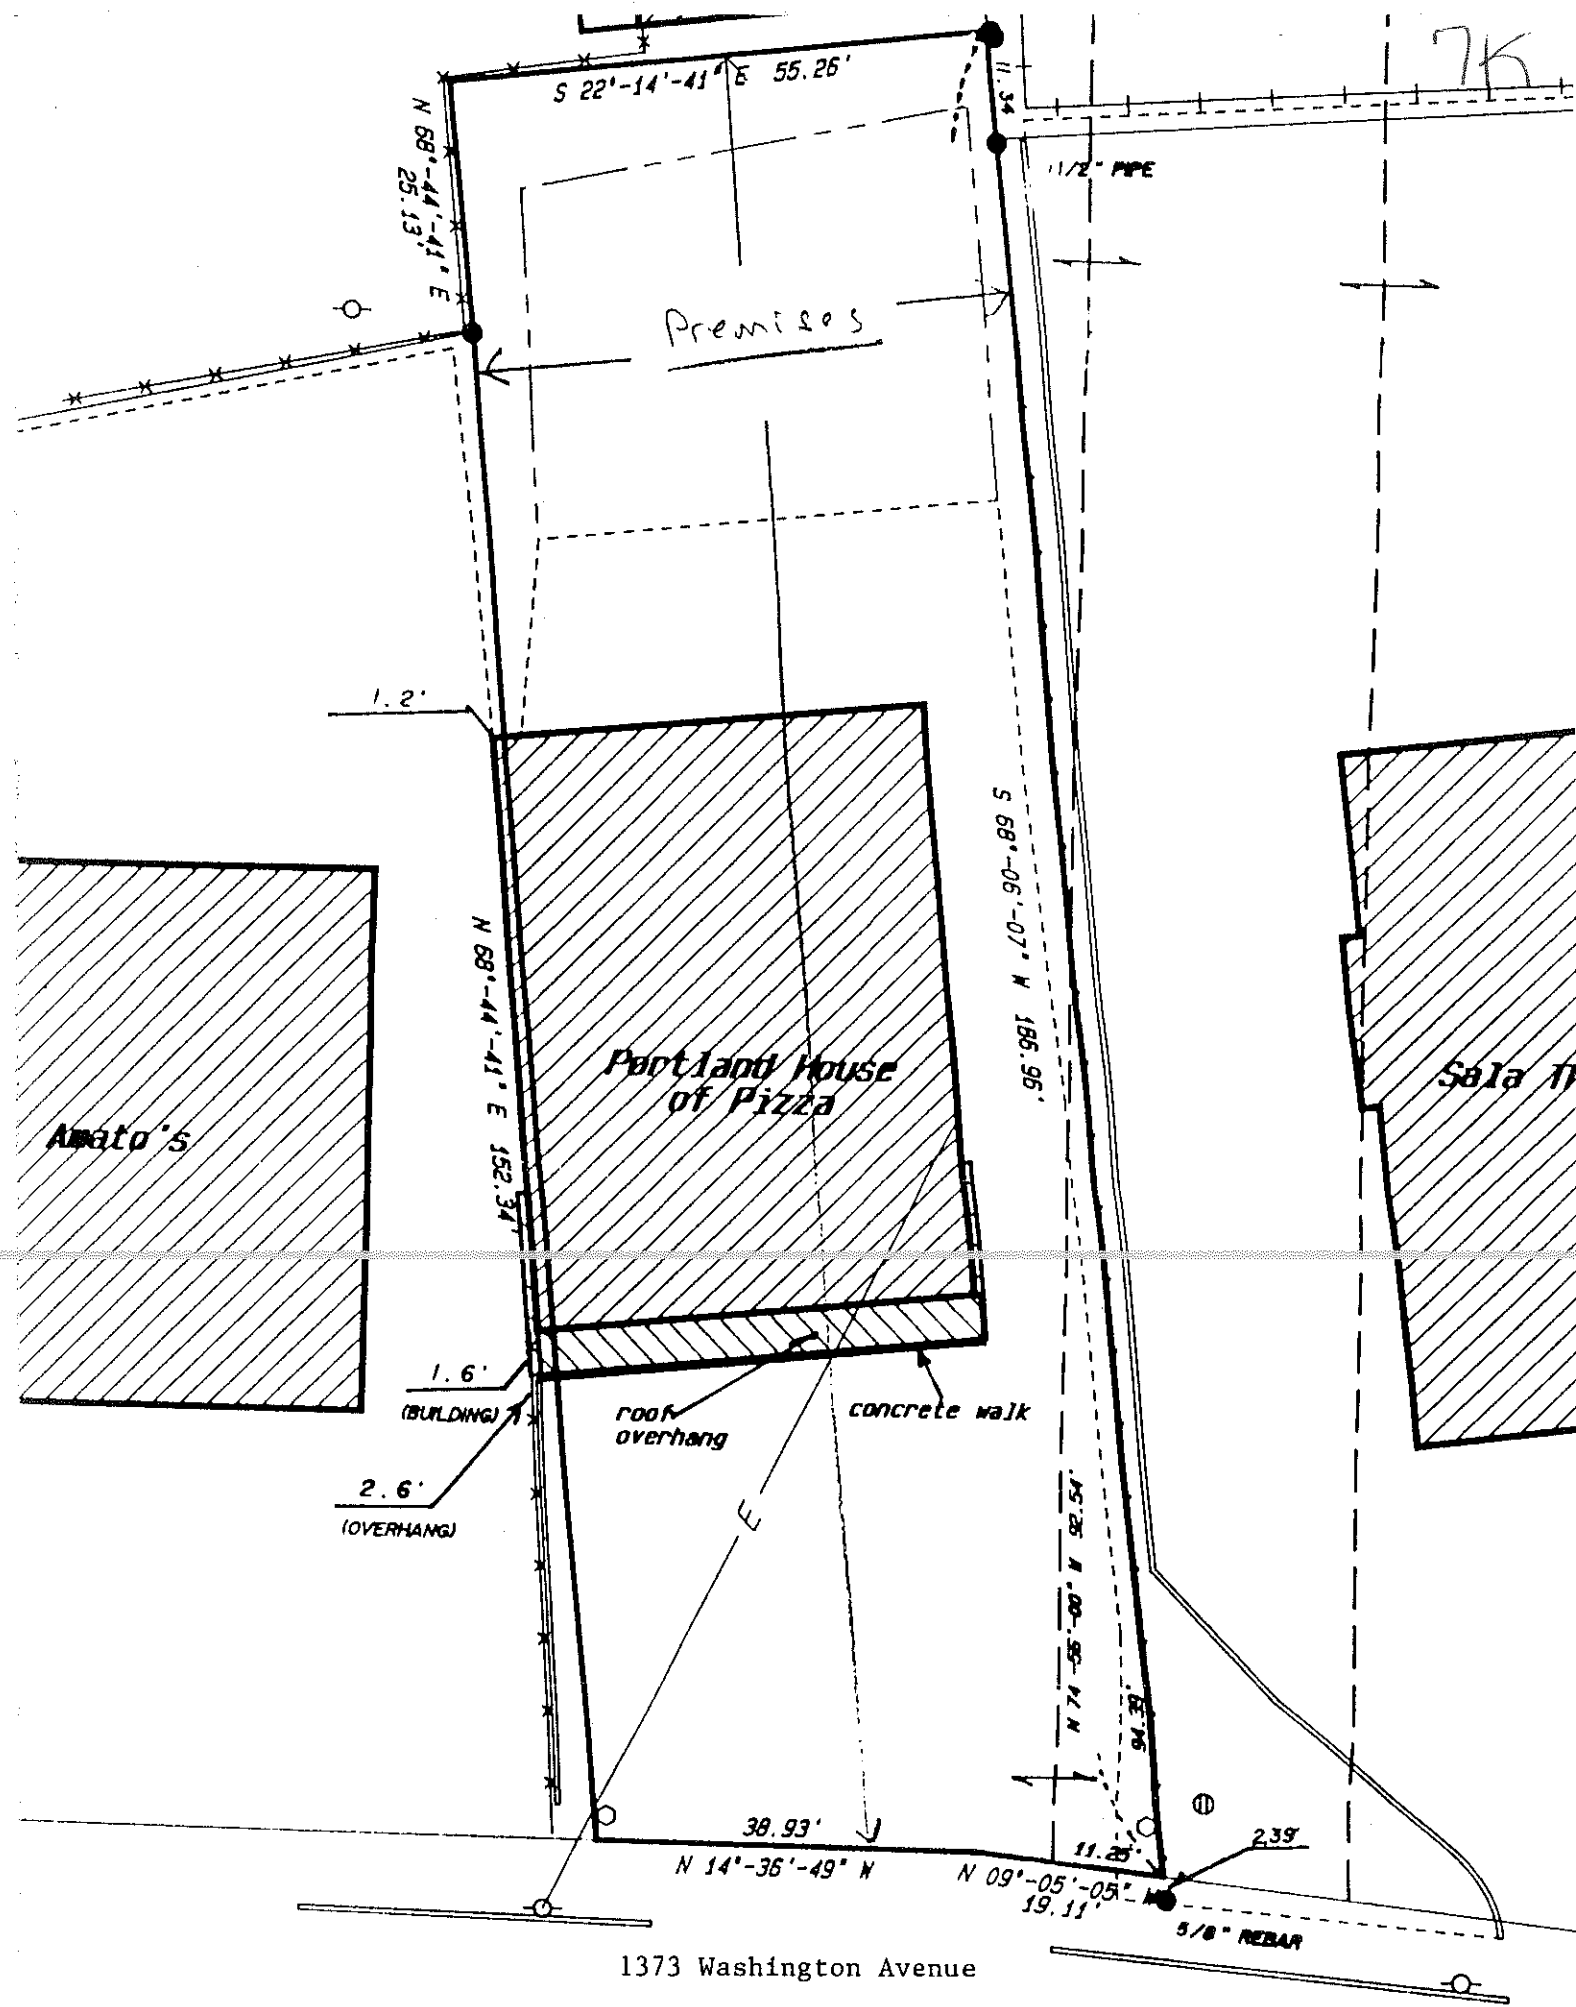 7K
S 22°-14'-41" E 55.26'
11.34
N 68°-44'-41" E
25.13'
1 1/2" PIPE
Premises
1.2'
S 68°-06'-07" W 186.96'
N 68°-44'-41" E 152.34'
Portland House
of Pizza
Amato's
Sala
1.6'
(BUILDING)
roof
overhang
concrete walk
2.6'
(OVERHANG)
E
N 74-56'-00" W 92.54'
94.39'
38.93'
11.25'
2.39'
N 14°-36'-49" W
N 09°-05'-05" W
19.11'
5/8" REBAR
1373 Washington Avenue